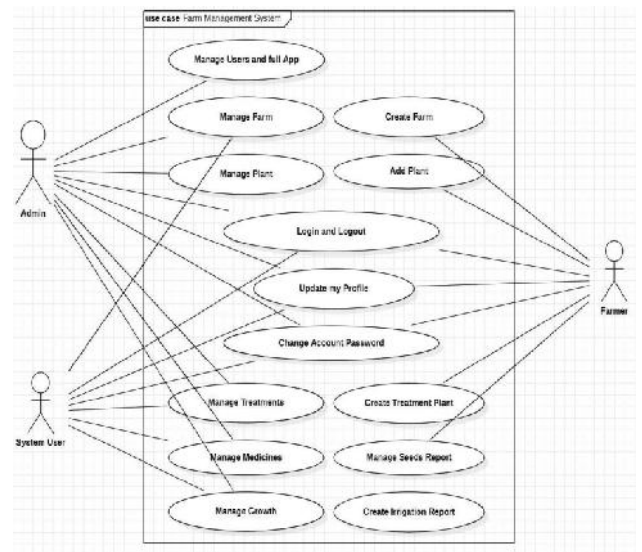 use case Farm Management System
Manage Users and full App
Manage Farm
Create Farm
Manage Plant
Add Plant
Admin
Login and Logout
Update my Profile
Farmer
Change Account Password
Manage Treatments
Create Treatment Plant
System User
Manage Medicines
Manage Seeds Report
Manage Growth
Create Irrigation Report